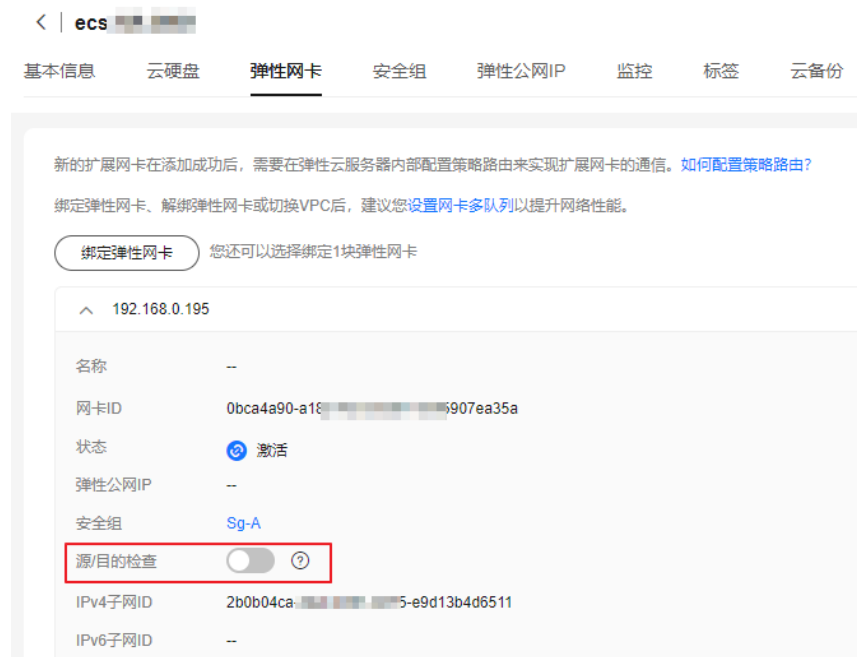 ecs
基本信息 云硬盘 弹性网卡 安全组 弹性公网IP 监控 标签 云备份
新的扩展网卡在添加成功后，需要在弹性云服务器内部配置策略路由来实现扩展网卡的通信。如何配置策略路由？
绑定弹性网卡、解绑弹性网卡或切换VPC后，建议您设置网卡多队列以提升网络性能。
绑定弹性网卡 您还可以选择绑定1块弹性网卡
192.168.0.195
名称 --
网卡ID 0bca4a90-a18 5907ea35a
状态 激活
弹性公网IP --
安全组 Sg-A
源/目的检查
IPv4子网ID 2b0b04ca- 5-e9d13b4d6511
IPv6子网ID --